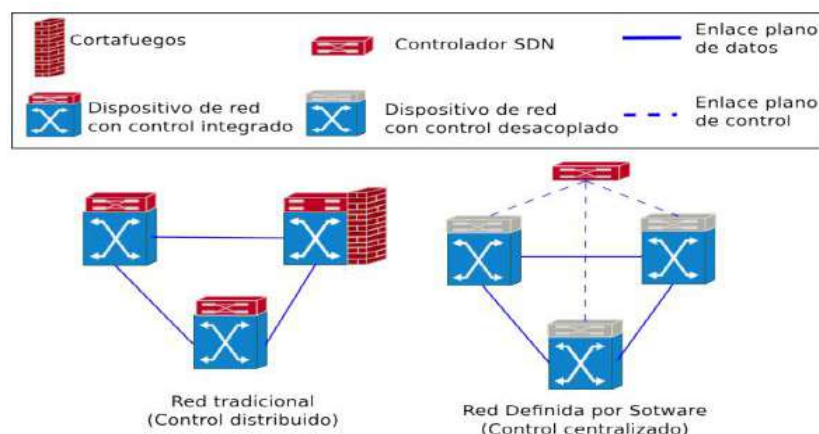 Cortafuegos
Controlador SDN
Enlace plano
de datos
Dispositivo de red
con control integrado
Dispositivo de red
con control desacoplado
Enlace plano
de control
Red tradicional
(Control distribuido)
Red Definida por Sotware
(Control centralizado)